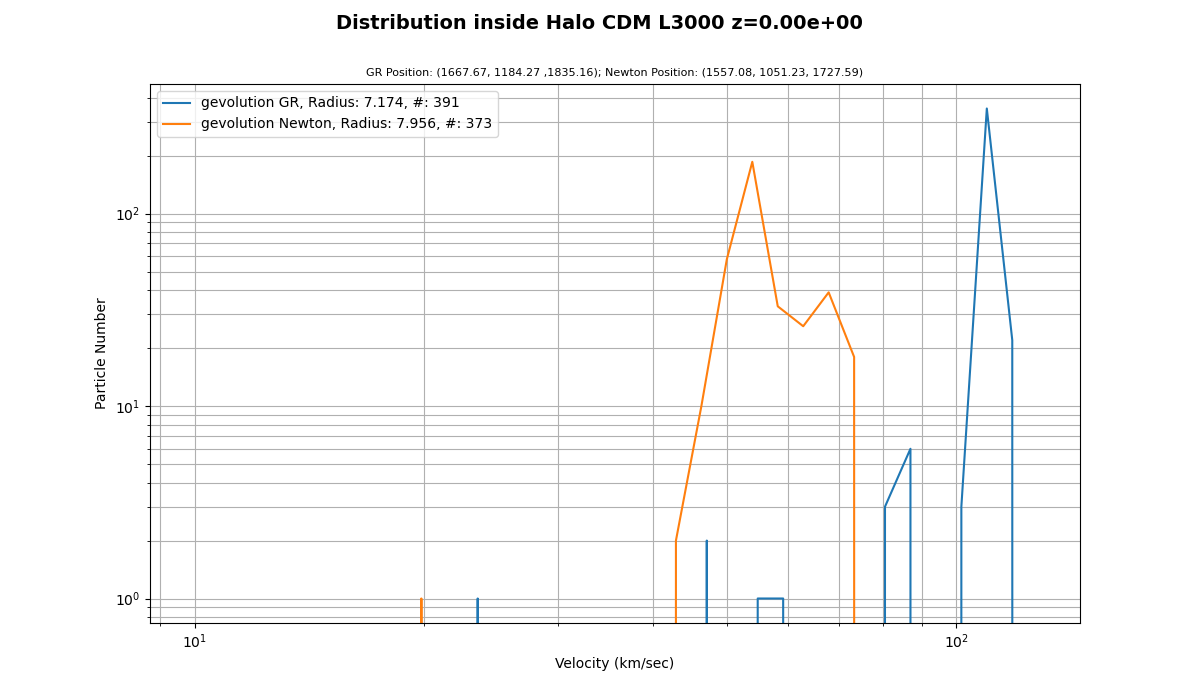 Distribution inside Halo CDM L3000 z=0.00e+00
GR Position: (1667.67, 1184.27 ,1835.16); Newton Position: (1557.08, 1051.23, 1727.59)
gevolution GR, Radius: 7.174, #: 391
gevolution Newton, Radius: 7.956, #: 373
Particle Number
10²
10¹
10⁰
10¹ 10²
Velocity (km/sec)